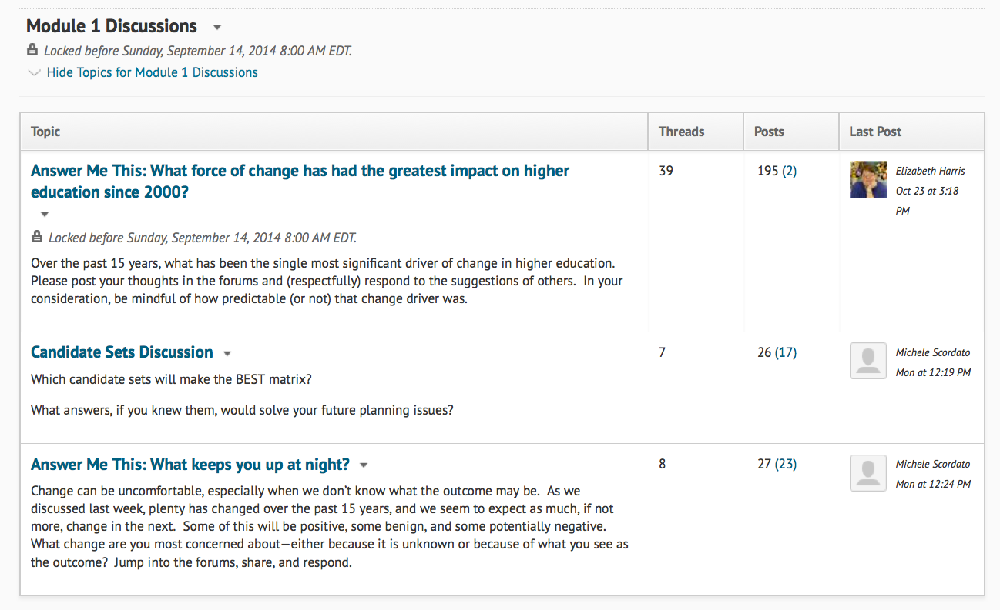 Module 1 Discussions
Locked before Sunday, September 14, 2014 8:00 AM EDT.
Hide Topics for Module 1 Discussions
Topic Threads Posts Last Post
Answer Me This: What force of change has had the greatest impact on higher
education since 2000?
39
195 (2)
Elizabeth Harris
Oct 23 at 3:18
PM
Locked before Sunday, September 14, 2014 8:00 AM EDT.
Over the past 15 years, what has been the single most significant driver of change in higher education.
Please post your thoughts in the forums and (respectfully) respond to the suggestions of others.  In your
consideration, be mindful of how predictable (or not) that change driver was.
Candidate Sets Discussion
7
26 (17)
Michele Scordato
Mon at 12:19 PM
Which candidate sets will make the BEST matrix?
What answers, if you knew them, would solve your future planning issues?
Answer Me This: What keeps you up at night?
8
27 (23)
Michele Scordato
Mon at 12:24 PM
Change can be uncomfortable, especially when we don't know what the outcome may be.  As we
discussed last week, plenty has changed over the past 15 years, and we seem to expect as much, if not
more, change in the next.  Some of this will be positive, some benign, and some potentially negative.
What change are you most concerned about—either because it is unknown or because of what you see as
the outcome?  Jump into the forums, share, and respond.